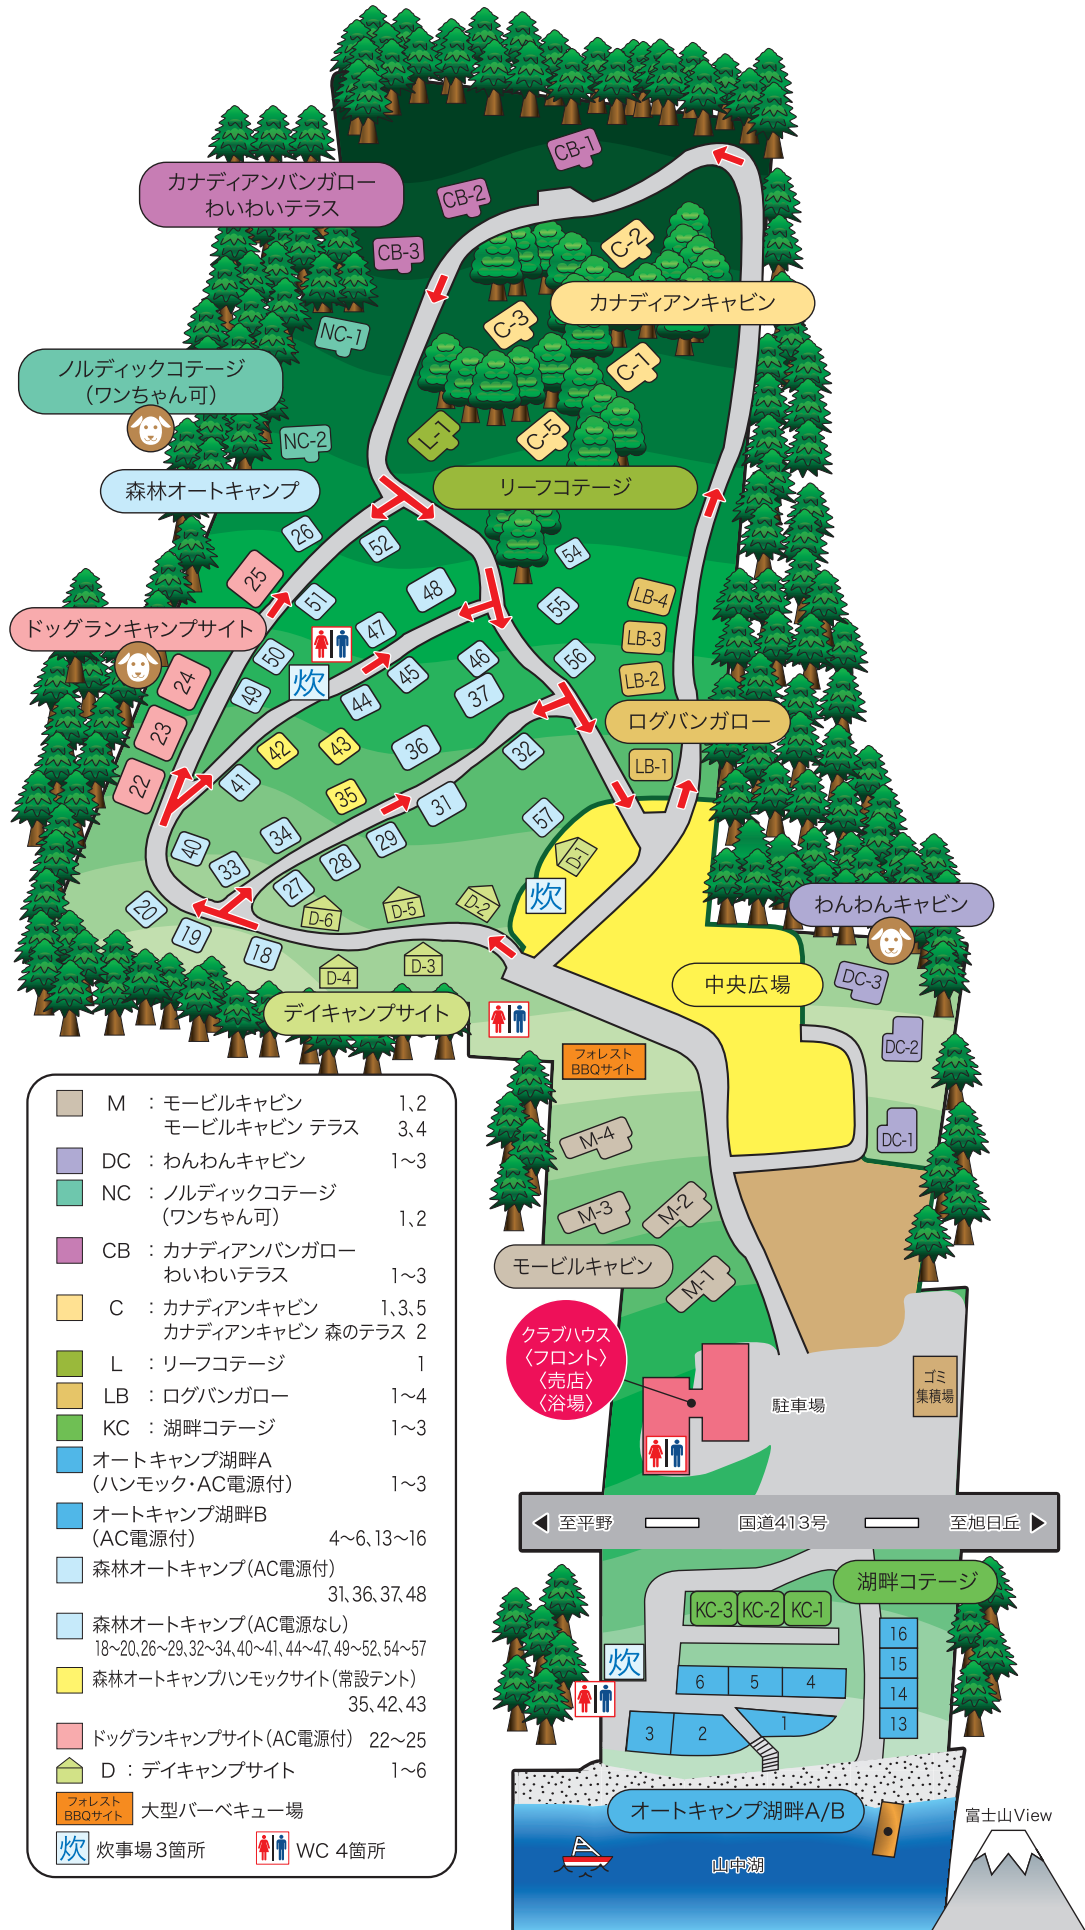 CB-1
カナディアンバンガロー
わいわいテラス
CB-2
CB-3
C-2
カナディアンキャビン
NC-1
C-3
C-1
ノルディックコテージ
(ワンちゃん可)
NC-2
L-1
C-5
森林オートキャンプ
リーフコテージ
26
52
54
25
51
48
55
LB-4
ドッグランキャンプサイト
47
LB-3
50
炊
45
46
56
LB-2
24
49
44
37
23
42
43
36
32
ログバンガロー
LB-1
22
41
35
31
57
40
34
33
28
29
D-1
27
炊
20
19
18
D-6
D-5
D-2
わんわんキャビン
D-4
D-3
中央広場
DC-3
デイキャンプサイト
DC-2
フォレスト
BBQサイト
DC-1
M-4
M-3
M-2
モービルキャビン
M-1
クラブハウス
〈フロント〉
〈売店〉
〈浴場〉
駐車場
ゴミ
集積場
至平野
国道413号
至旭日丘
湖畔コテージ
KC-3
KC-2
KC-1
炊
16
15
14
13
6
5
4
3
2
1
オートキャンプ湖畔A/B
山中湖
富士山View
M : モービルキャビン 1、2
モービルキャビン テラス 3、4
DC : わんわんキャビン 1〜3
NC : ノルディックコテージ
(ワンちゃん可) 1、2
CB : カナディアンバンガロー
わいわいテラス 1〜3
C : カナディアンキャビン 1、3、5
カナディアンキャビン 森のテラス 2
L : リーフコテージ 1
LB : ログバンガロー 1〜4
KC : 湖畔コテージ 1〜3
オートキャンプ湖畔A
(ハンモック・AC電源付) 1〜3
オートキャンプ湖畔B
(AC電源付) 4〜6、13〜16
森林オートキャンプ(AC電源付)
31、36、37、48
森林オートキャンプ(AC電源なし)
18〜20、26〜29、32〜34、40〜41、44〜47、49〜52、54〜57
森林オートキャンプハンモックサイト(常設テント)
35、42、43
ドッグランキャンプサイト(AC電源付) 22〜25
D : デイキャンプサイト 1〜6
フォレスト
BBQサイト
大型バーベキュー場
炊 炊事場 3箇所
WC 4箇所